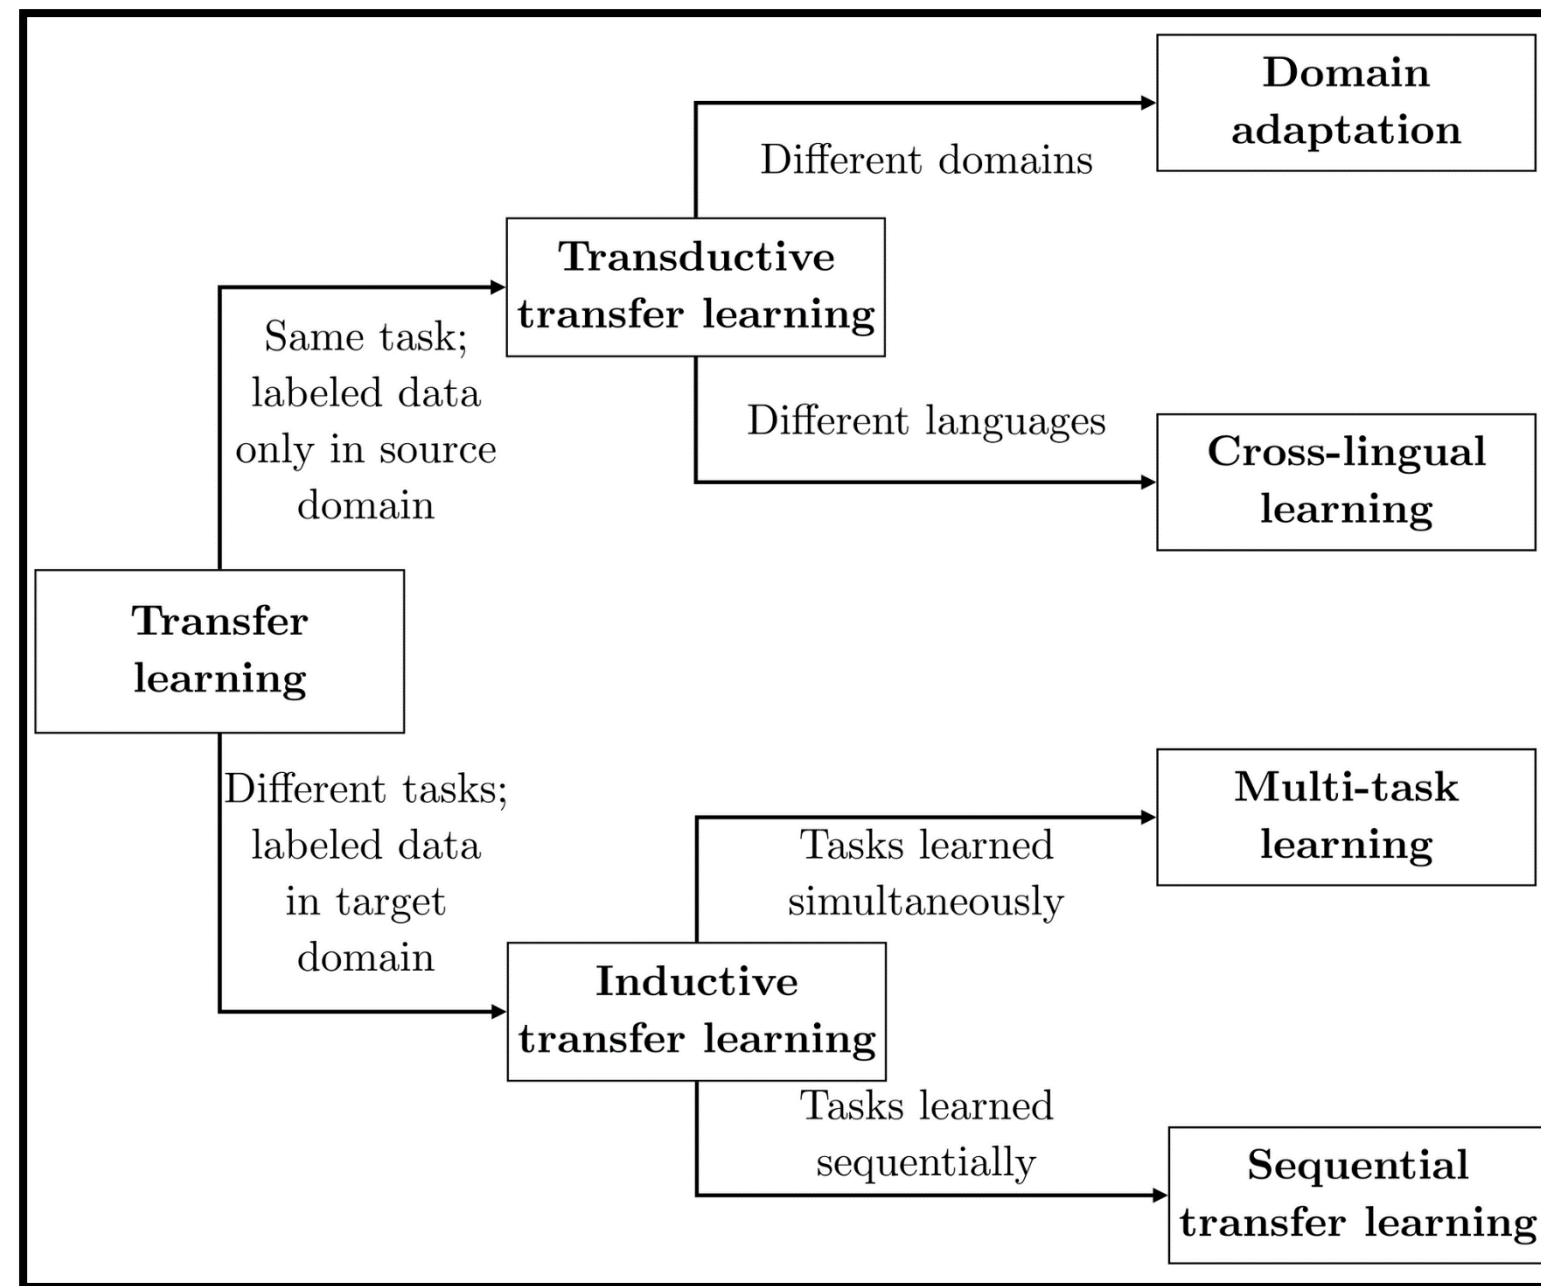 Domain
adaptation
Different domains
Transductive
transfer learning
Same task;
labeled data
only in source
domain
Different languages
Cross-lingual
learning
Transfer
learning
Different tasks;
labeled data
in target
domain
Multi-task
learning
Tasks learned
simultaneously
Inductive
transfer learning
Tasks learned
sequentially
Sequential
transfer learning